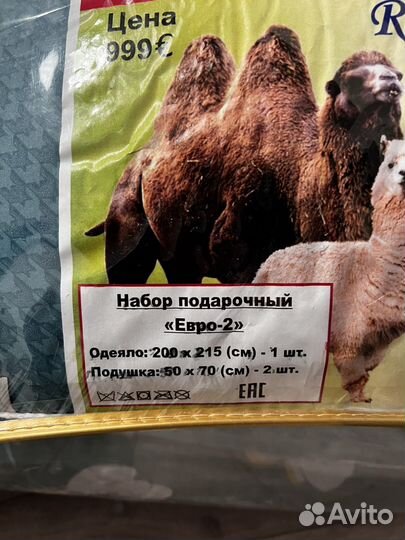 Цена
999€
R
Набор подарочный
«Евро-2»
Одеяло: 200 х 215 (см) - 1 шт.
Подушка: 50 х 70 (см) - 2 шт.
EAC
Avito